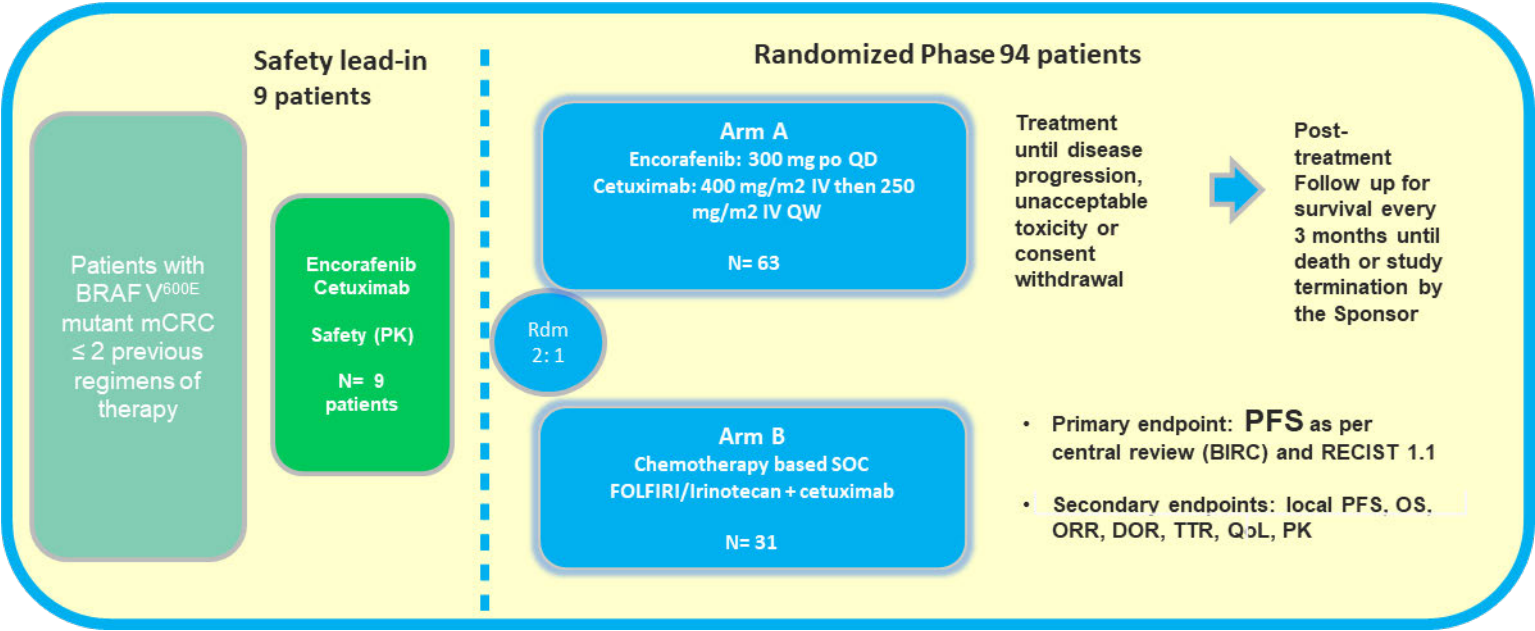 Safety lead-in
9 patients
Patients with
BRAF V600E
mutant mCRC
≤ 2 previous
regimens of
therapy
Encorafenib
Cetuximab
Safety (PK)
N= 9
patients
Randomized Phase 94 patients
Rdm
2: 1
Arm A
Encorafenib: 300 mg po QD
Cetuximab: 400 mg/m2 IV then 250
mg/m2 IV QW
N= 63
Arm B
Chemotherapy based SOC
FOLFIRI/Irinotecan + cetuximab
N= 31
Treatment
until disease
progression,
unacceptable
toxicity or
consent
withdrawal
Post-
treatment
Follow up for
survival every
3 months until
death or study
termination by
the Sponsor
• Primary endpoint: PFS as per
central review (BIRC) and RECIST 1.1
• Secondary endpoints: local PFS, OS,
ORR, DOR, TTR, QoL, PK